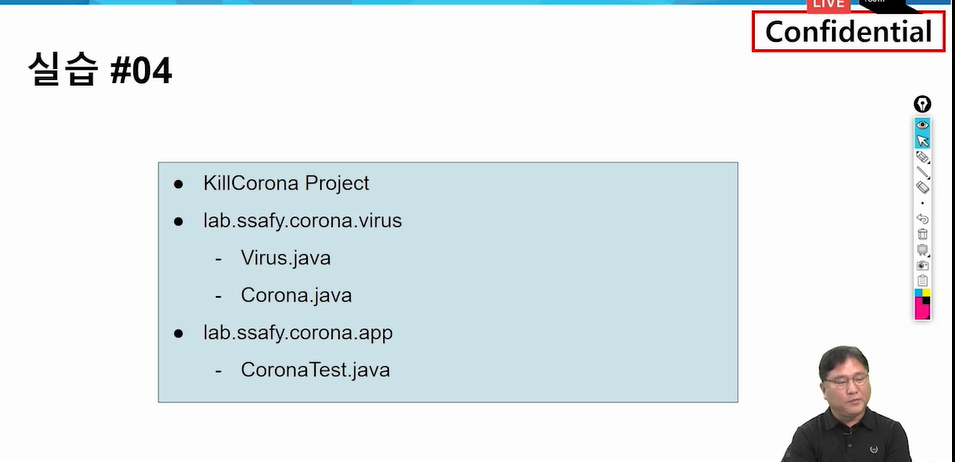 LIVE
Confidential
실습 #04
● KillCorona Project
● lab.ssafy.corona.virus
- Virus.java
- Corona.java
● lab.ssafy.corona.app
- CoronaTest.java